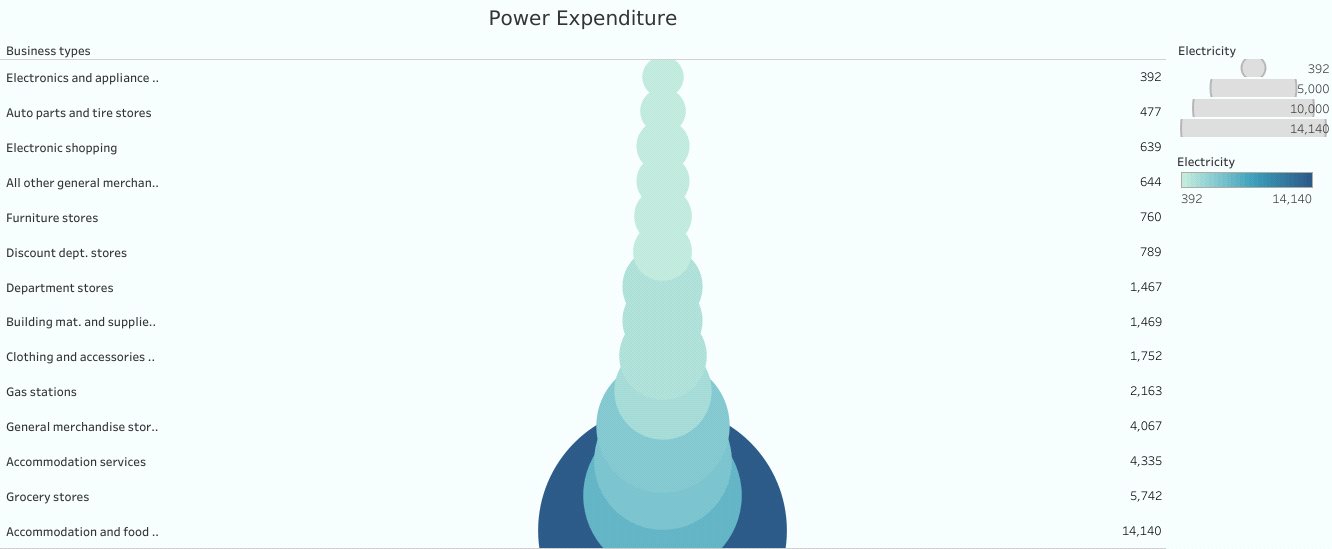 Power Expenditure
Business types
Electronics and appliance .. 392
Auto parts and tire stores 477
Electronic shopping 639
All other general merchan.. 644
Furniture stores 760
Discount dept. stores 789
Department stores 1,467
Building mat. and supplie.. 1,469
Clothing and accessories .. 1,752
Gas stations 2,163
General merchandise stor.. 4,067
Accommodation services 4,335
Grocery stores 5,742
Accommodation and food .. 14,140
Electricity
392
5,000
10,000
14,140
Electricity
392 14,140